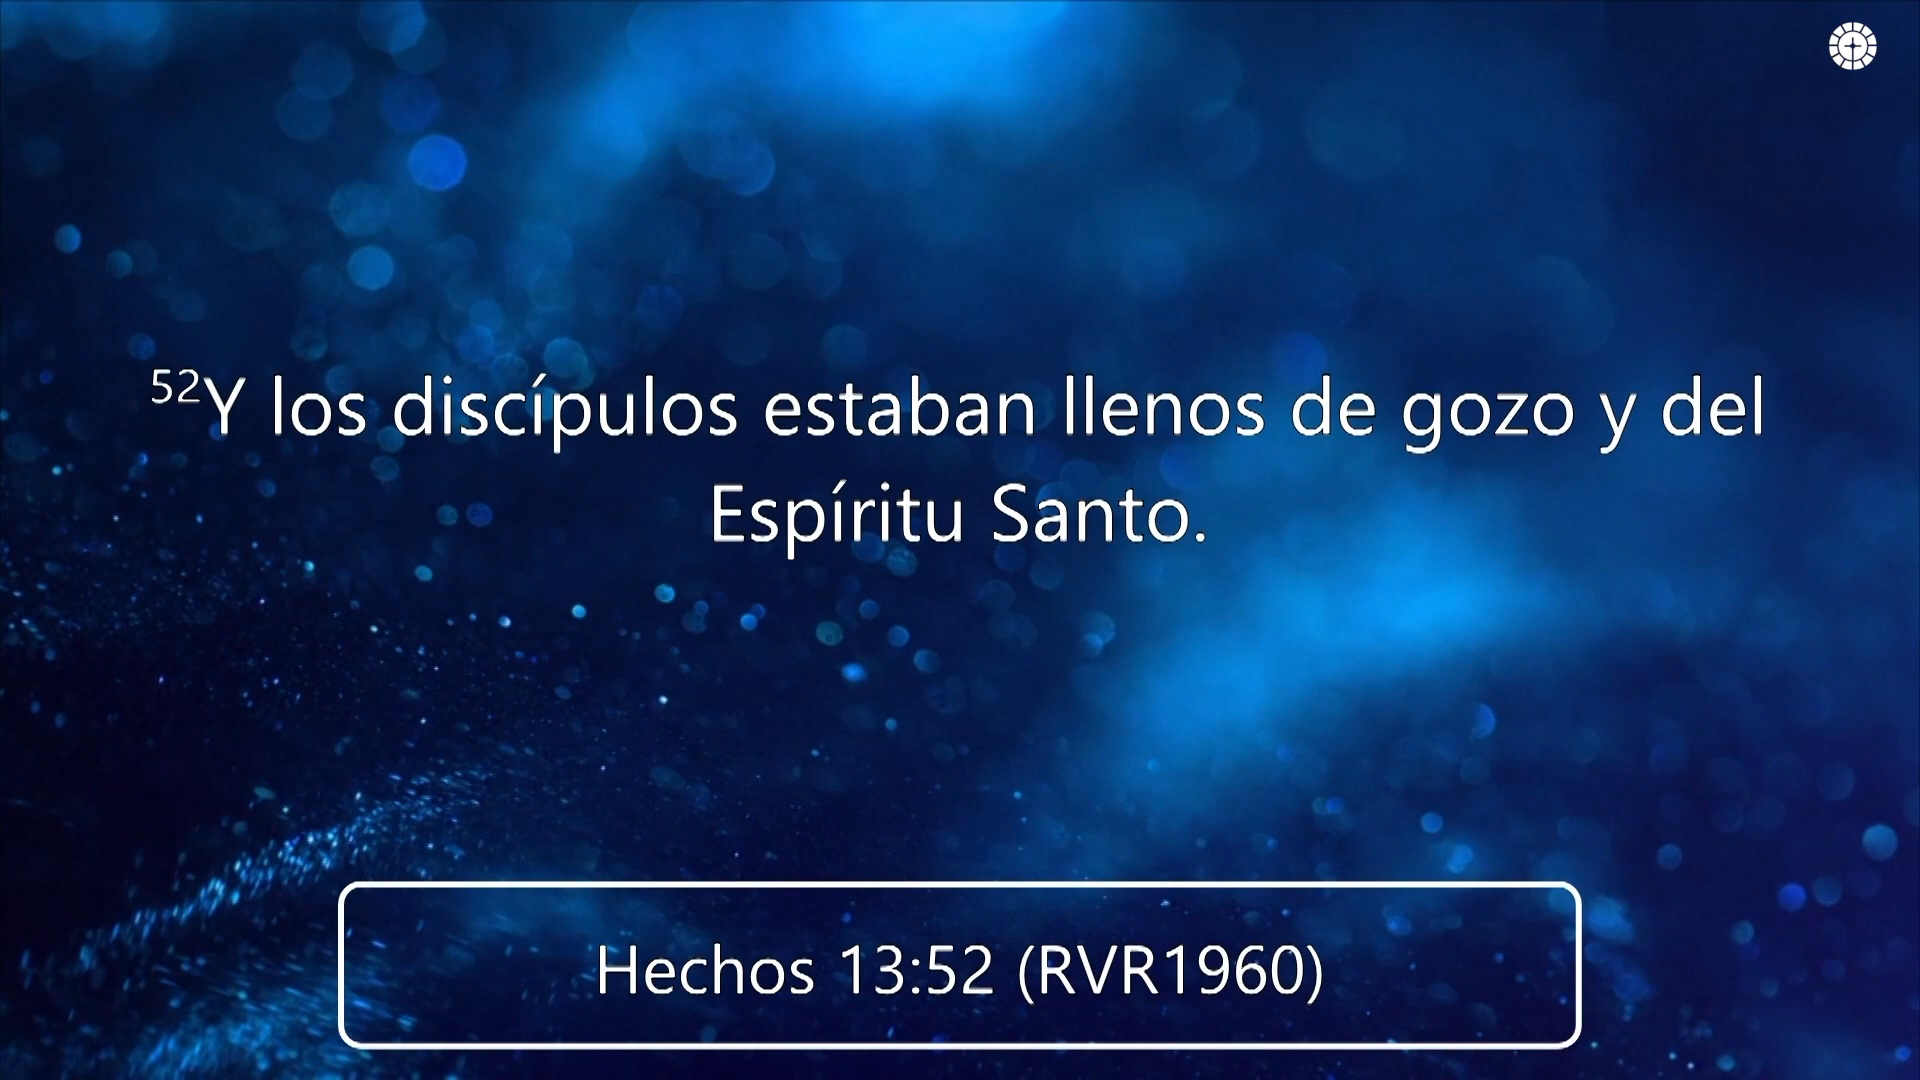 52Y los discípulos estaban llenos de gozo y del
Espíritu Santo.
Hechos 13:52 (RVR1960)